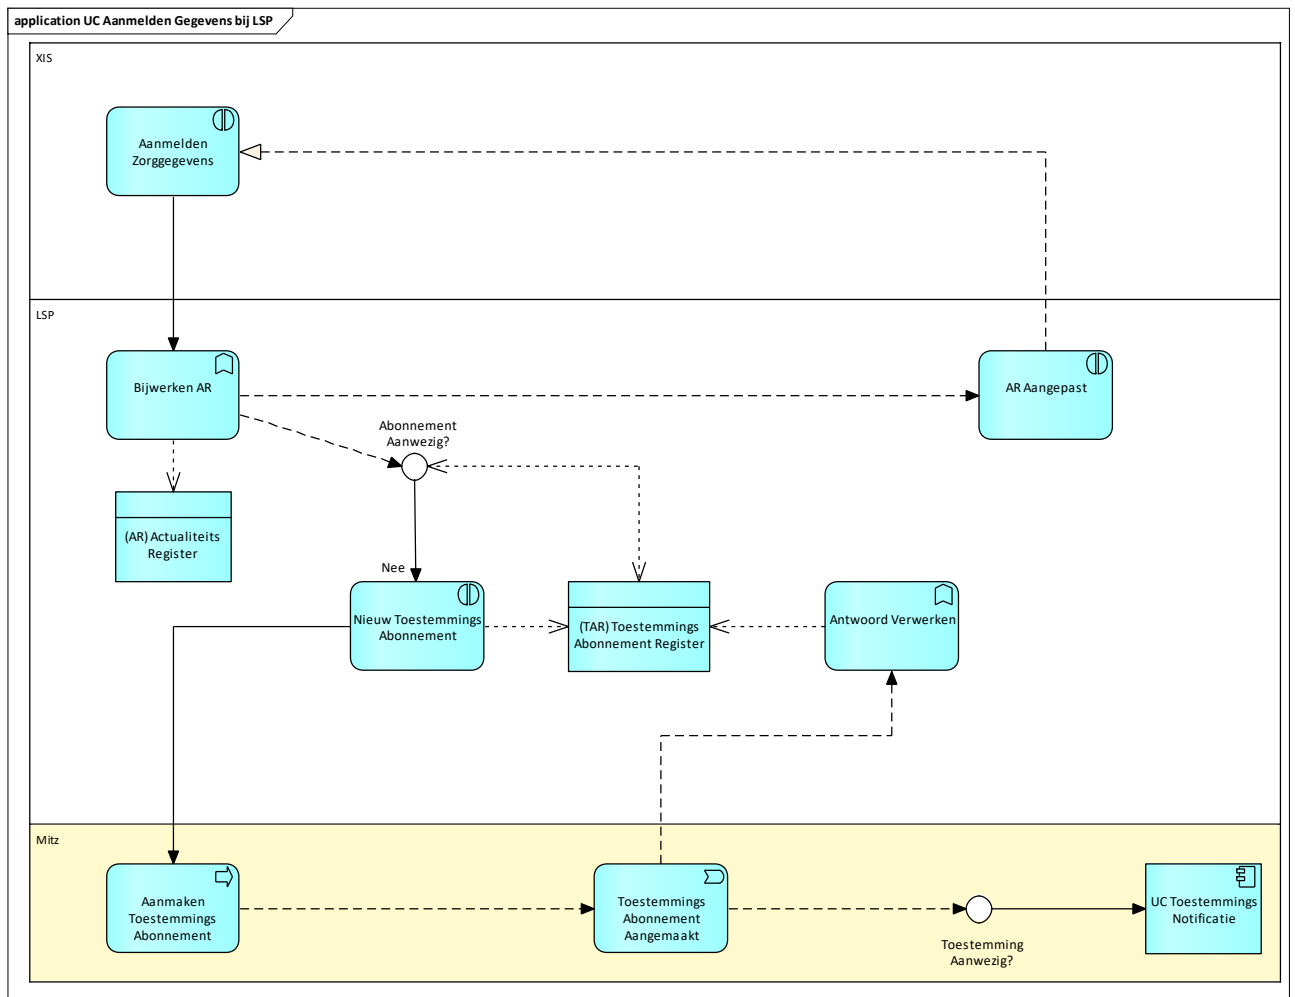 application UC Aanmelden Gegevens bij LSP
XIS
Aanmelden
Zorggegevens
LSP
Bijwerken AR
AR Aangepast
Abonnement
Aanwezig?
(AR) Actualiteits
Register
Nee
Nieuw Toestemmings
Abonnement
(TAR) Toestemmings
Abonnement Register
Antwoord Verwerken
Mitz
Aanmaken
Toestemmings
Abonnement
Toestemmings
Abonnement
Aangemaakt
Toestemming
Aanwezig?
UC Toestemmings
Notificatie